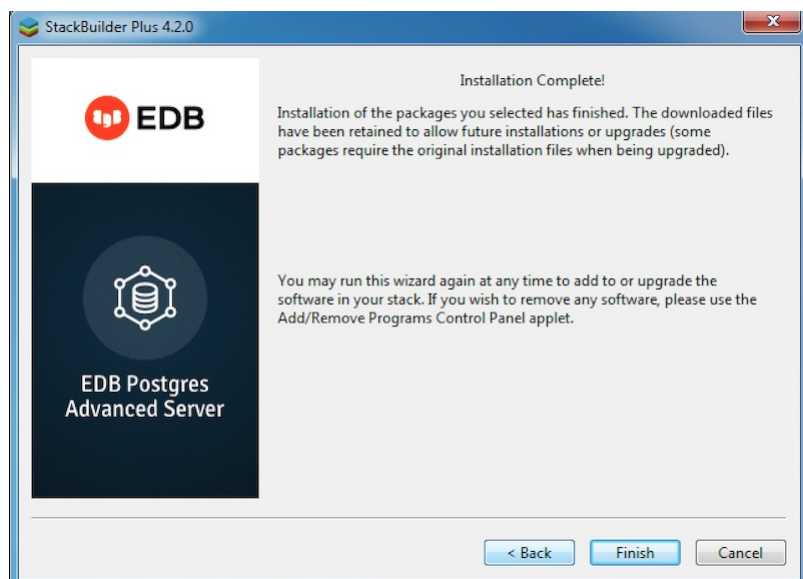 StackBuilder Plus 4.2.0
EDB
Installation Complete!
Installation of the packages you selected has finished. The downloaded files
have been retained to allow future installations or upgrades (some
packages require the original installation files when being upgraded).
You may run this wizard again at any time to add to or upgrade the
software in your stack. If you wish to remove any software, please use the
Add/Remove Programs Control Panel applet.
EDB Postgres
Advanced Server
< Back
Finish
Cancel